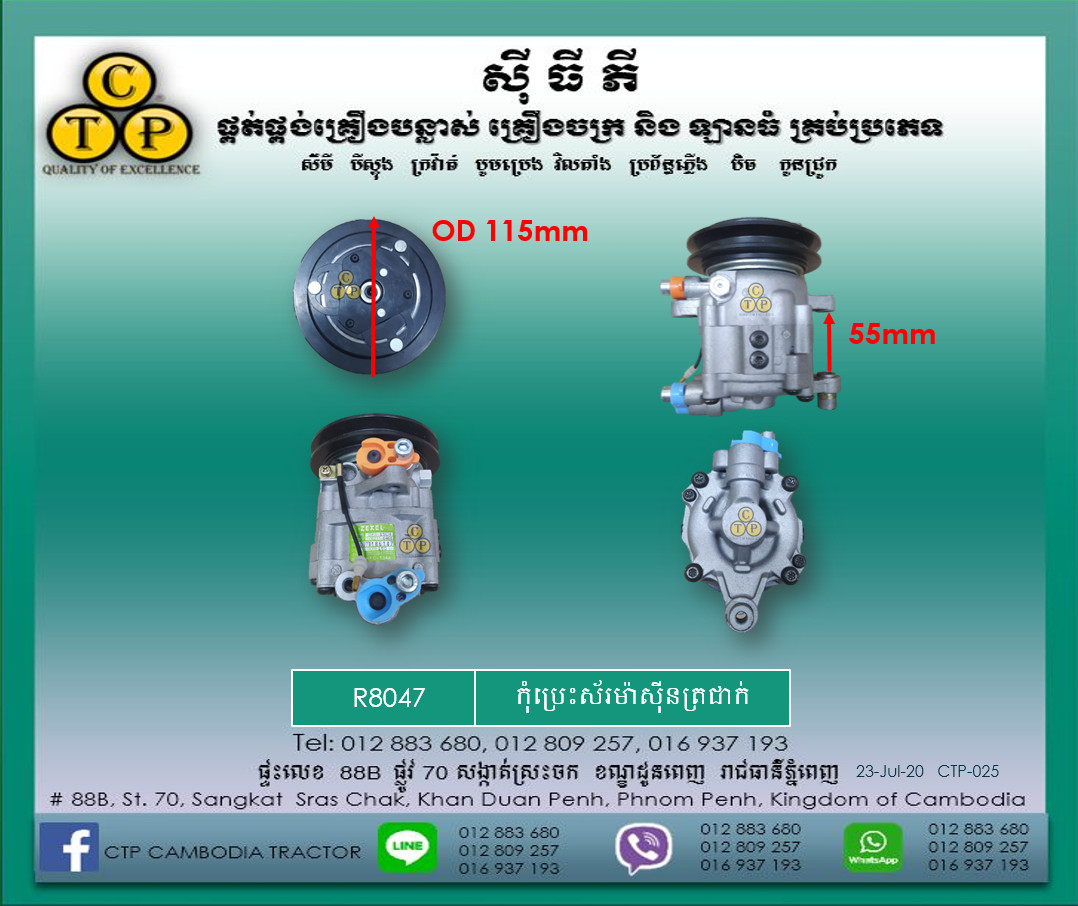 ស៊ី ធី ភី
C
T P
QUALITY OF EXCELLENCE
ផ្គត់ផ្គង់គ្រឿងបន្លាស់ គ្រឿងចក្រ និង ឡានធំ គ្រប់ប្រភេទ
ស៊ីមី ប៊ីស្តុង ក្រវ៉ាត់ បូមប្រេង វិលតាំង ប្រព័ន្ធភ្លើង ប៊ិច កូនជ្រូក
OD 115mm
C
T P
C
T P
55mm
ZEXEL
C
T P
C
T P
R8047
កុំប្រេះស័រម៉ាស៊ីនត្រជាក់
Tel: 012 883 680, 012 809 257, 016 937 193
ផ្ទះលេខ 88B ផ្លូវ 70 សង្កាត់ស្រះចក ខណ្ឌដូនពេញ រាជធានីភ្នំពេញ 23-Jul-20 CTP-025
# 88B, St. 70, Sangkat Sras Chak, Khan Duan Penh, Phnom Penh, Kingdom of Cambodia
f CTP CAMBODIA TRACTOR
LINE
012 883 680
012 809 257
016 937 193
012 883 680
012 809 257
016 937 193
WhatsApp
012 883 680
012 809 257
016 937 193